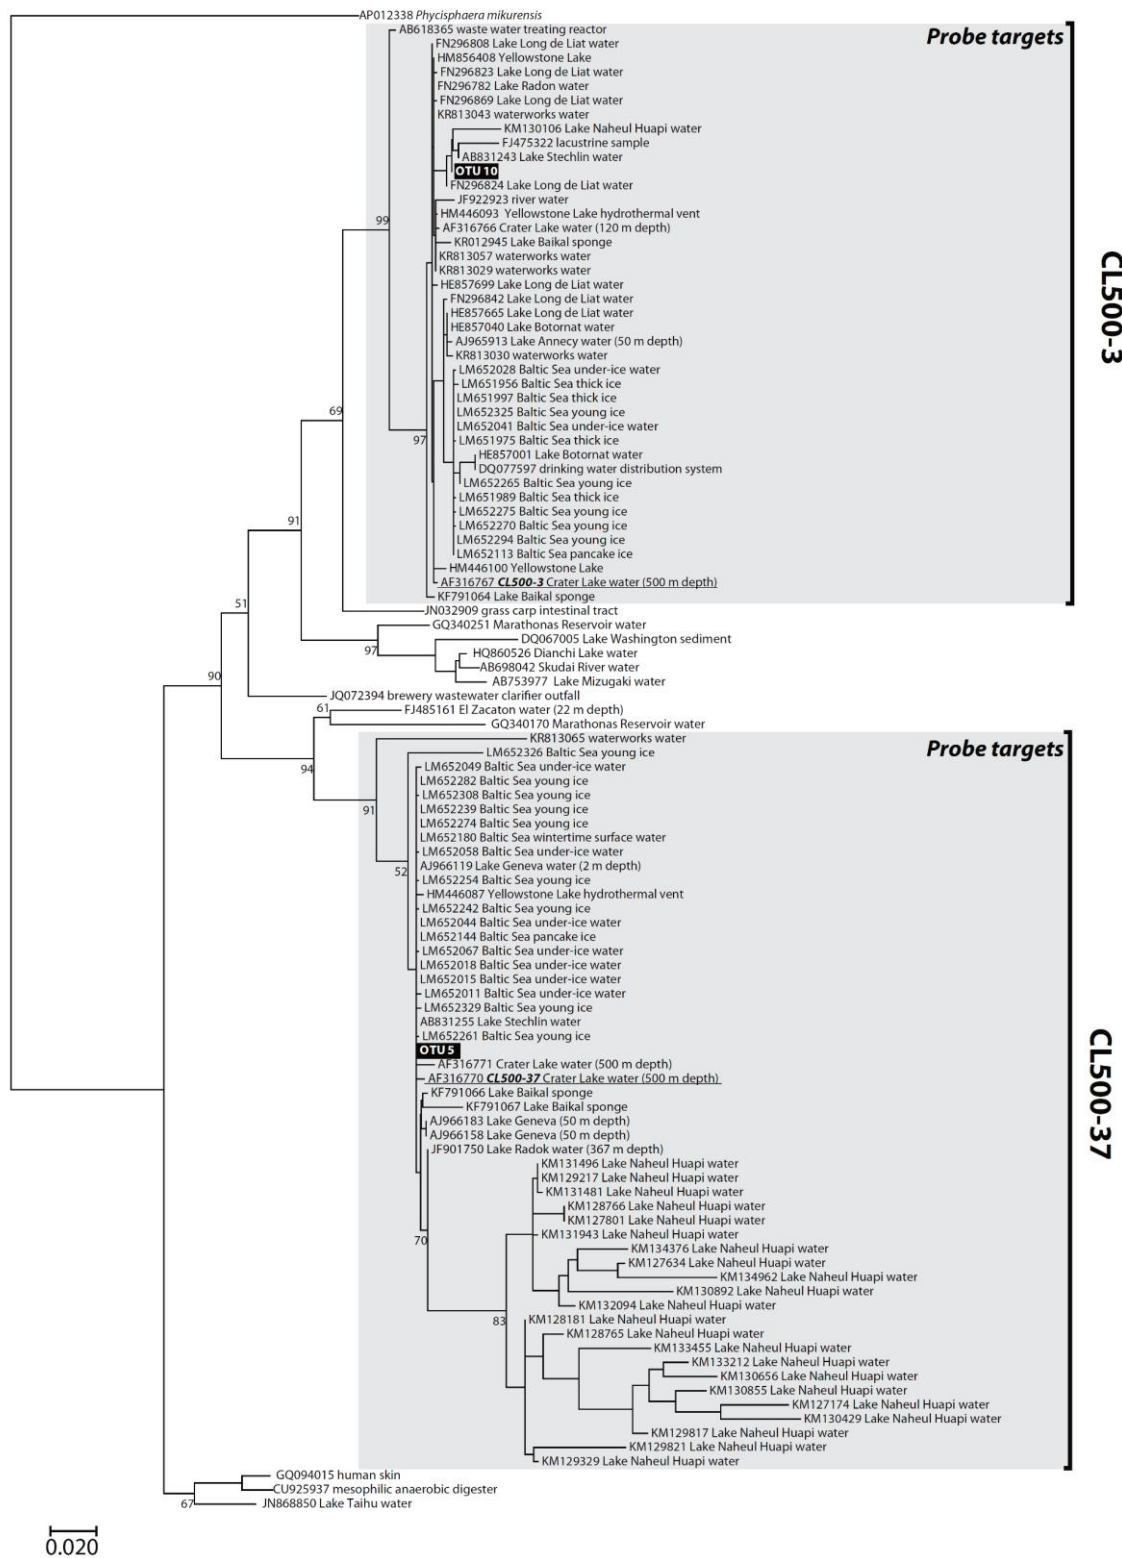 AP012338 Phycisphaera mikurensis
AB618365 waste water treating reactor
Probe targets
FN296808 Lake Long de Liat water
HM856408 Yellowstone Lake
FN296823 Lake Long de Liat water
FN296782 Lake Radon water
FN296869 Lake Long de Liat water
KR813043 waterworks water
KM130106 Lake Naheul Huapi water
FJ475322 lacustrine sample
AB831243 Lake Stechlin water
OTU 10
FN296824 Lake Long de Liat water
JF922923 river water
99
HM446093 Yellowstone Lake hydrothermal vent
AF316766 Crater Lake water (120 m depth)
KR012945 Lake Baikal sponge
KR813057 waterworks water
KR813029 waterworks water
HE857699 Lake Long de Liat water
FN296842 Lake Long de Liat water
HE857665 Lake Long de Liat water
CL500-3
HE857040 Lake Botornat water
AJ965913 Lake Annecy water (50 m depth)
KR813030 waterworks water
LM652028 Baltic Sea under-ice water
LM651956 Baltic Sea thick ice
LM651997 Baltic Sea thick ice
69
LM652325 Baltic Sea young ice
LM652041 Baltic Sea under-ice water
97
LM651975 Baltic Sea thick ice
HE857001 Lake Botornat water
DQ077597 drinking water distribution system
LM652265 Baltic Sea young ice
LM651989 Baltic Sea thick ice
LM652275 Baltic Sea young ice
91
LM652270 Baltic Sea young ice
LM652294 Baltic Sea young ice
LM652113 Baltic Sea pancake ice
HM446100 Yellowstone Lake
AF316767 CL500-3 Crater Lake water (500 m depth)
KF791064 Lake Baikal sponge
51
JN032909 grass carp intestinal tract
GQ340251 Marathonas Reservoir water
DQ067005 Lake Washington sediment
97
HQ860526 Dianchi Lake water
AB698042 Skudai River water
90
AB753977 Lake Mizugaki water
JQ072394 brewery wastewater clarifier outfall
61
FJ485161 El Zacaton water (22 m depth)
GQ340170 Marathonas Reservoir water
KR813065 waterworks water
Probe targets
LM652326 Baltic Sea young ice
94
LM652049 Baltic Sea under-ice water
LM652282 Baltic Sea young ice
LM652308 Baltic Sea young ice
91
LM652239 Baltic Sea young ice
LM652274 Baltic Sea young ice
LM652180 Baltic Sea wintertime surface water
LM652058 Baltic Sea under-ice water
52
AJ966119 Lake Geneva water (2 m depth)
LM652254 Baltic Sea young ice
HM446087 Yellowstone Lake hydrothermal vent
LM652242 Baltic Sea young ice
LM652044 Baltic Sea under-ice water
LM652144 Baltic Sea pancake ice
LM652067 Baltic Sea under-ice water
LM652018 Baltic Sea under-ice water
LM652015 Baltic Sea under-ice water
LM652011 Baltic Sea under-ice water
LM652329 Baltic Sea young ice
AB831255 Lake Stechlin water
LM652261 Baltic Sea young ice
OTU 5
AF316771 Crater Lake water (500 m depth)
AF316770 CL500-37 Crater Lake water (500 m depth)
CL500-37
KF791066 Lake Baikal sponge
KF791067 Lake Baikal sponge
AJ966183 Lake Geneva (50 m depth)
AJ966158 Lake Geneva (50 m depth)
JF901750 Lake Radok water (367 m depth)
KM131496 Lake Naheul Huapi water
KM129217 Lake Naheul Huapi water
KM131481 Lake Naheul Huapi water
KM128766 Lake Naheul Huapi water
KM127801 Lake Naheul Huapi water
KM131943 Lake Naheul Huapi water
70
KM134376 Lake Naheul Huapi water
KM127634 Lake Naheul Huapi water
KM134962 Lake Naheul Huapi water
KM130892 Lake Naheul Huapi water
KM132094 Lake Naheul Huapi water
83
KM128181 Lake Naheul Huapi water
KM128765 Lake Naheul Huapi water
KM133455 Lake Naheul Huapi water
KM133212 Lake Naheul Huapi water
KM130656 Lake Naheul Huapi water
KM130855 Lake Naheul Huapi water
KM127174 Lake Naheul Huapi water
KM130429 Lake Naheul Huapi water
KM129817 Lake Naheul Huapi water
KM129821 Lake Naheul Huapi water
KM129329 Lake Naheul Huapi water
GQ094015 human skin
CU925937 mesophilic anaerobic digester
67
JN868850 Lake Taihu water
0.020